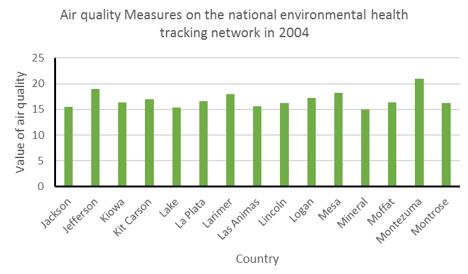 Air quality Measures on the national environmental health
tracking network in 2004
25
20
15
10
5
0
Value of air quality
Jackson
Jefferson
Kiowa
Kit Carson
Lake
La Plata
Larimer
Las Animas
Lincoln
Logan
Mesa
Mineral
Moffat
Montezuma
Montrose
Country